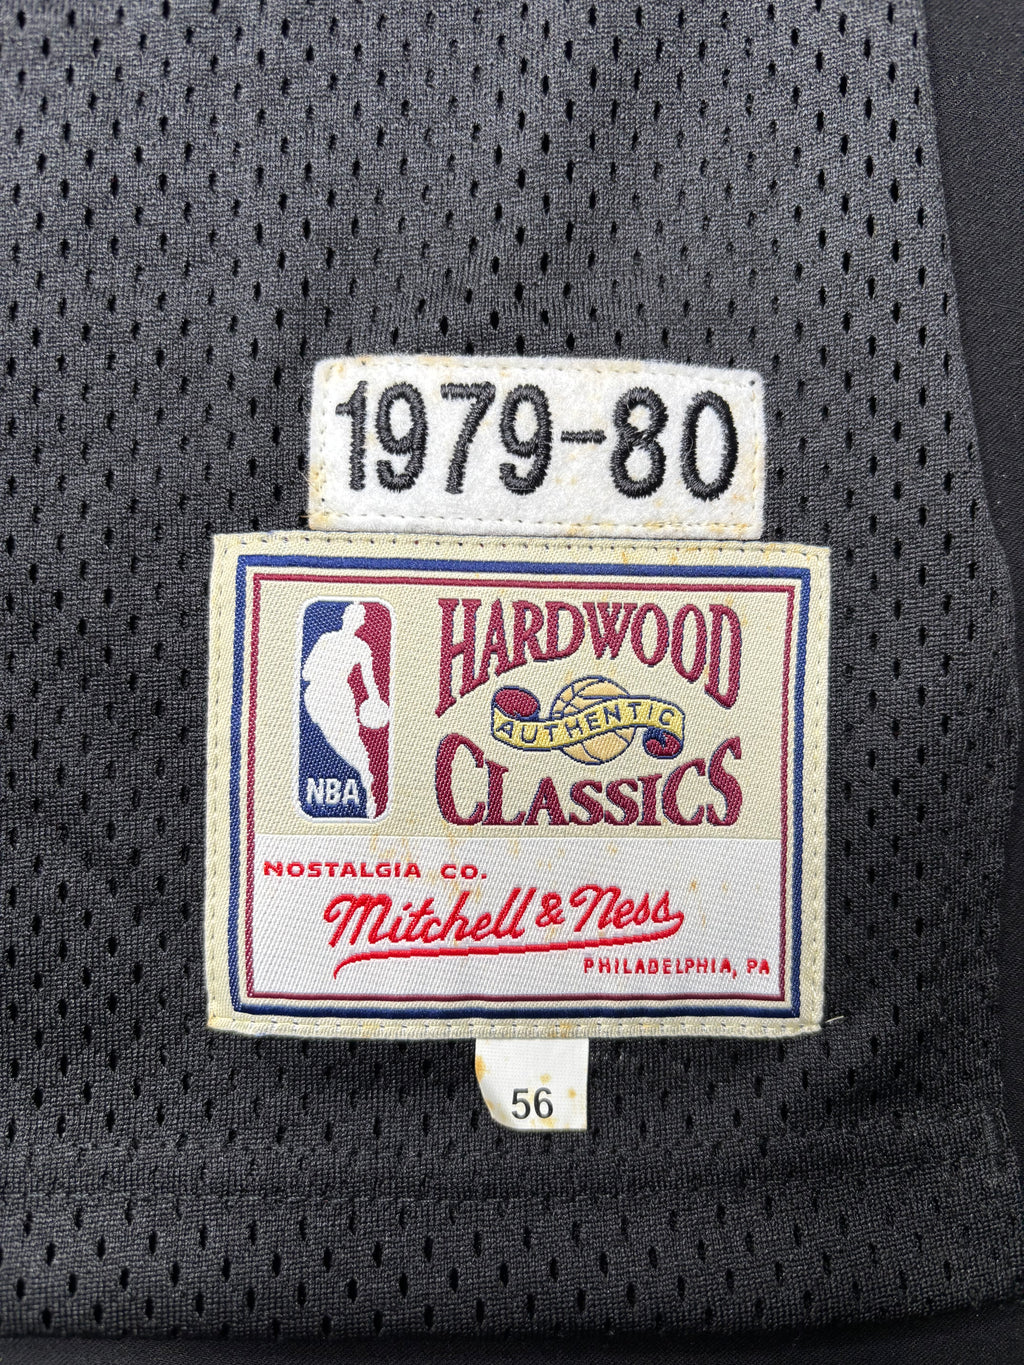 1979-80
NBA
HARDWOOD
AUTHENTIC
CLASSICS
NOSTALGIA CO.
Mitchell & Ness
PHILADELPHIA, PA
56